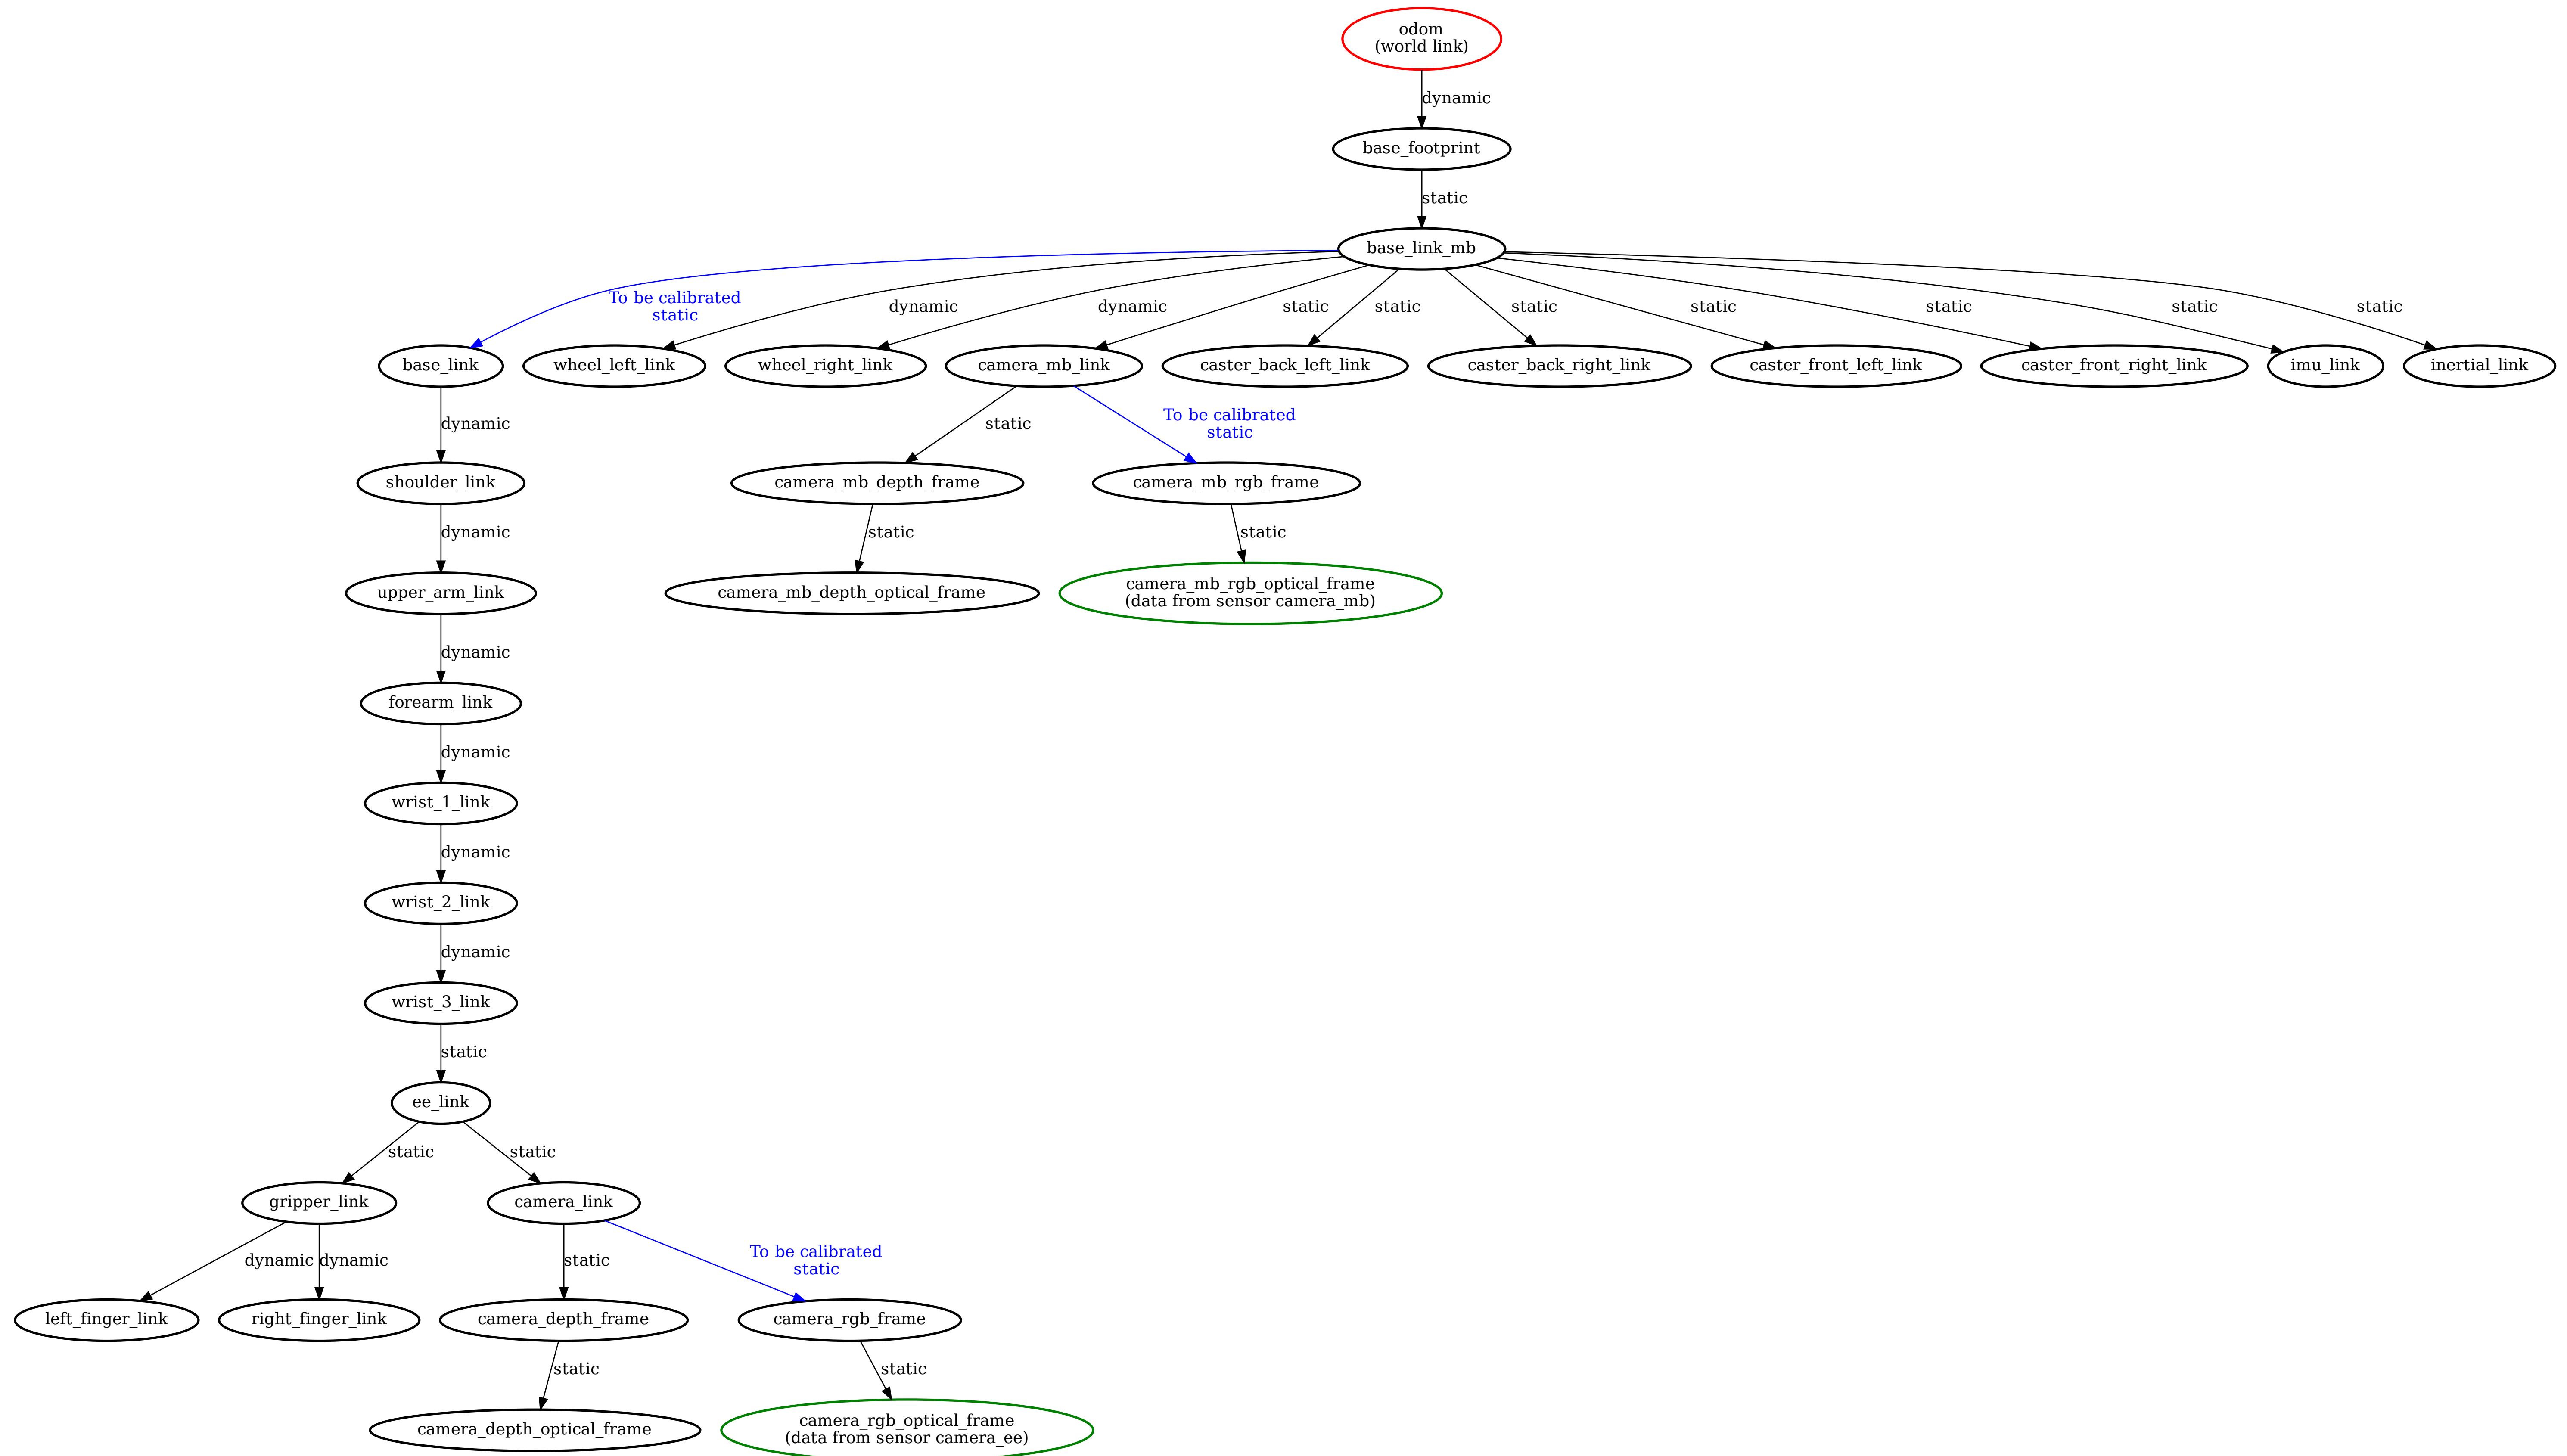 odom
(world link)
dynamic
base_footprint
static
base_link_mb
To be calibrated
static
dynamic
dynamic
static
static
static
static
static
static
static
base_link
wheel_left_link
wheel_right_link
camera_mb_link
caster_back_left_link
caster_back_right_link
caster_front_left_link
caster_front_right_link
imu_link
inertial_link
dynamic
static
To be calibrated
static
shoulder_link
camera_mb_depth_frame
camera_mb_rgb_frame
dynamic
static
static
upper_arm_link
camera_mb_depth_optical_frame
camera_mb_rgb_optical_frame
(data from sensor camera_mb)
dynamic
forearm_link
dynamic
wrist_1_link
dynamic
wrist_2_link
dynamic
wrist_3_link
static
ee_link
static
static
gripper_link
camera_link
dynamic
dynamic
static
To be calibrated
static
left_finger_link
right_finger_link
camera_depth_frame
camera_rgb_frame
static
static
camera_depth_optical_frame
camera_rgb_optical_frame
(data from sensor camera_ee)